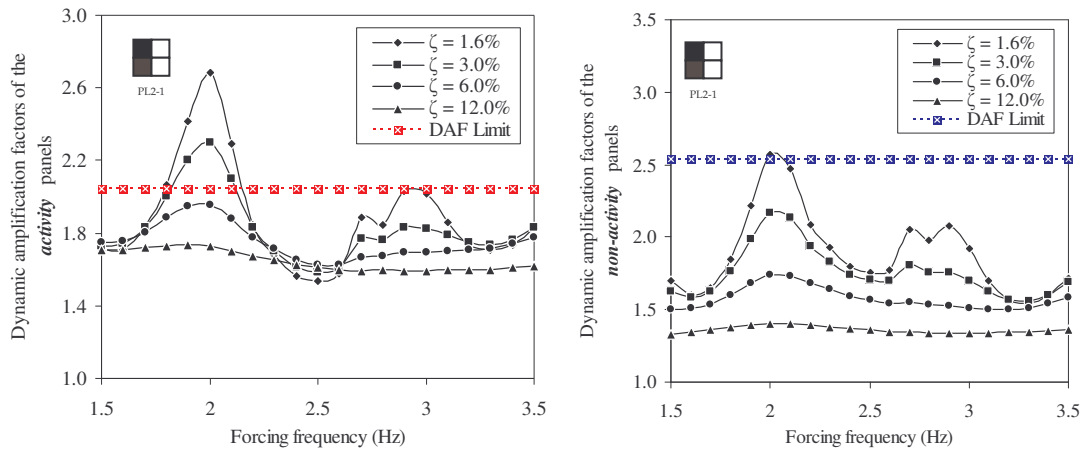 Dynamic amplification factors of the
activity panels
3.0
2.6
2.2
1.8
1.4
1.0
PL2-1
ζ = 1.6%
ζ = 3.0%
ζ = 6.0%
ζ = 12.0%
DAF Limit
1.5 2 2.5 3 3.5
Forcing frequency (Hz)
Dynamic amplification factors of the
non-activity panels
3.5
3.0
2.5
2.0
1.5
1.0
PL2-1
ζ = 1.6%
ζ = 3.0%
ζ = 6.0%
ζ = 12.0%
DAF Limit
1.5 2 2.5 3 3.5
Forcing frequency (Hz)